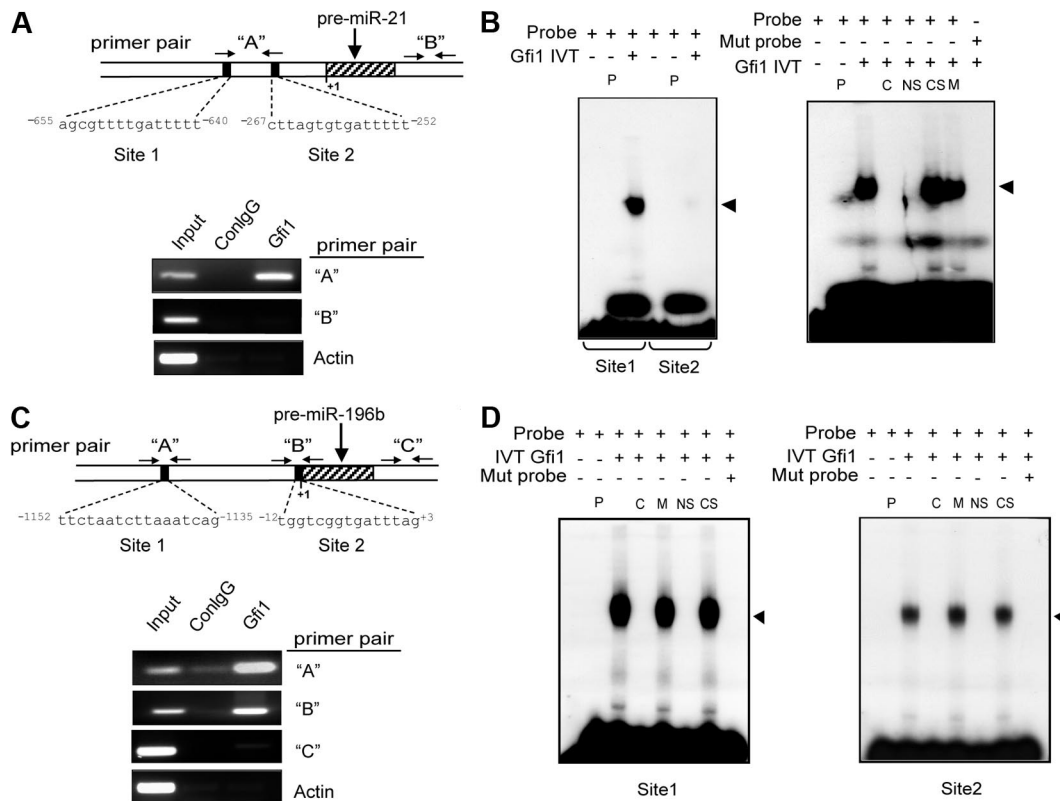 A
pre-miR-21
primer pair "A" "B"
+1
-655 agcgttttgattttt -640 -267 cttagtgtgattttt -252
Site 1 Site 2
Input ConIgG Gfi1
primer pair
"A"
"B"
Actin
B
Probe + + + + + +
Gfi1 IVT - - + - - +
P P
Site1 Site2
Probe + + + + + + + -
Mut probe - - - - - - - +
Gfi1 IVT - - + + + + + +
P C NS CS M
C
pre-miR-196b
primer pair "A" "B" "C"
+1
-1152 ttctaatcttaaatcag -1135 -12 tggtcggtgatttag +3
Site 1 Site 2
Input ConIgG Gfi1
primer pair
"A"
"B"
"C"
Actin
D
Probe - + + + + + + -
IVT Gfi1 - - + + + + + +
Mut probe - - - - - - - +
P C M NS CS
Site1
Probe + + + + + + + -
IVT Gfi1 - - + + + + + +
Mut probe - - - - - - - +
P C M NS CS
Site2